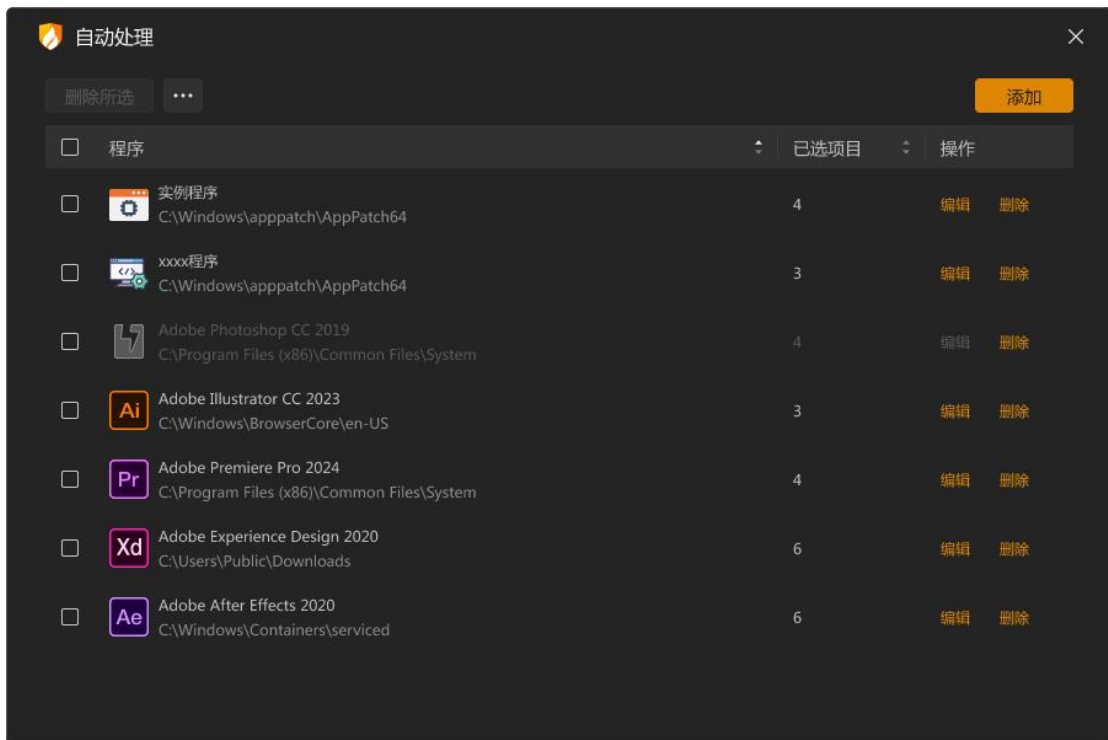 自动处理
删除所选 ··· 添加
程序 已选项目 操作
实例程序
C:\Windows\apppatch\AppPatch64 4 编辑 删除
xxxx程序
C:\Windows\apppatch\AppPatch64 3 编辑 删除
Adobe Photoshop CC 2019
C:\Program Files (x86)\Common Files\System 4 编辑 删除
Ai Adobe Illustrator CC 2023
C:\Windows\BrowserCore\en-US 3 编辑 删除
Pr Adobe Premiere Pro 2024
C:\Program Files (x86)\Common Files\System 4 编辑 删除
Xd Adobe Experience Design 2020
C:\Users\Public\Downloads 6 编辑 删除
Ae Adobe After Effects 2020
C:\Windows\Containers\serviced 6 编辑 删除